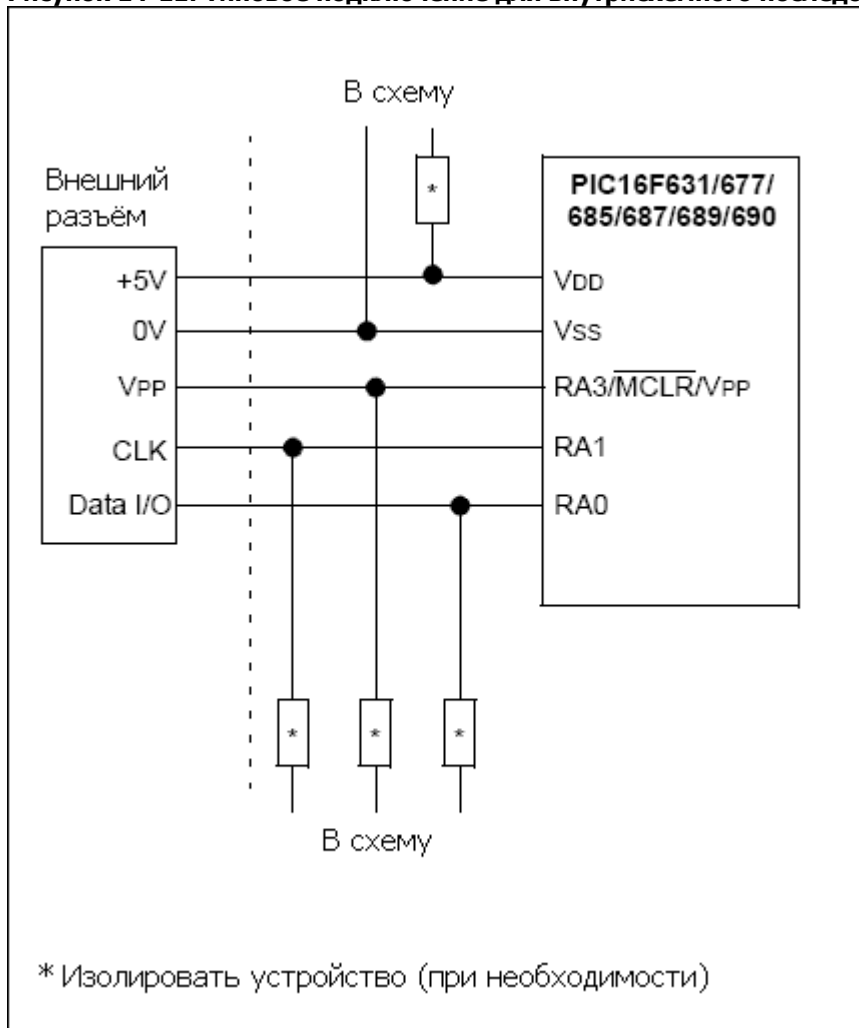 В схему
Внешний
разъём
PIC16F631/677/
685/687/689/690
*
+5V
VDD
0V
VSS
VPP
RA3/MCLR/VPP
CLK
RA1
Data I/O
RA0
* * *
В схему
* Изолировать устройство (при необходимости)